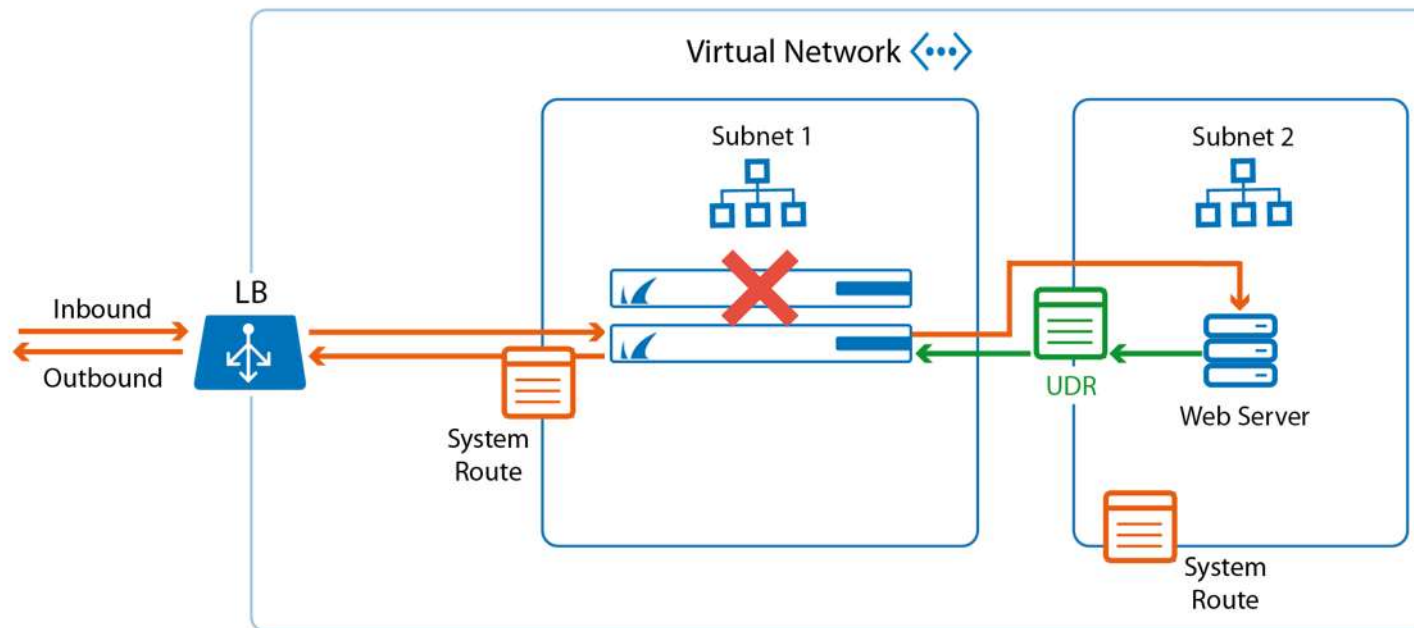 Virtual Network
Subnet 1
Subnet 2
LB
Inbound
Outbound
UDR
Web Server
System
Route
System
Route